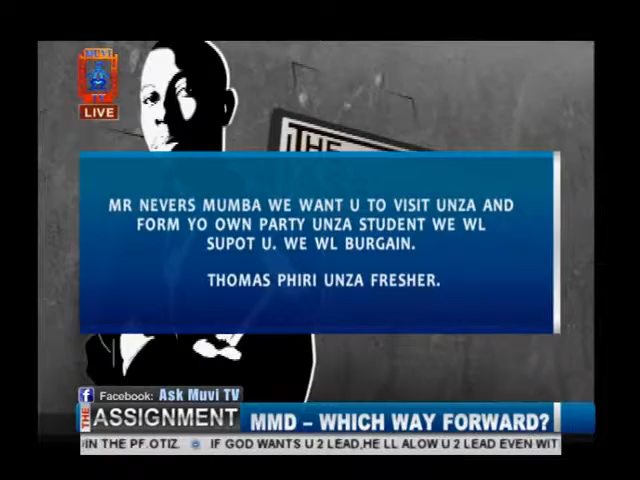 MUVI
TV
LIVE
THE
MR NEVERS MUMBA WE WANT U TO VISIT UNZA AND
FORM YO OWN PARTY UNZA STUDENT WE WL
SUPOT U. WE WL BURGAIN.
THOMAS PHIRI UNZA FRESHER.
Facebook: Ask Muvi TV
THE ASSIGNMENT
MMD – WHICH WAY FORWARD?
IN THE PF.OTIZ. IF GOD WANTS U 2 LEAD,HE LL ALOW U 2 LEAD EVEN WIT